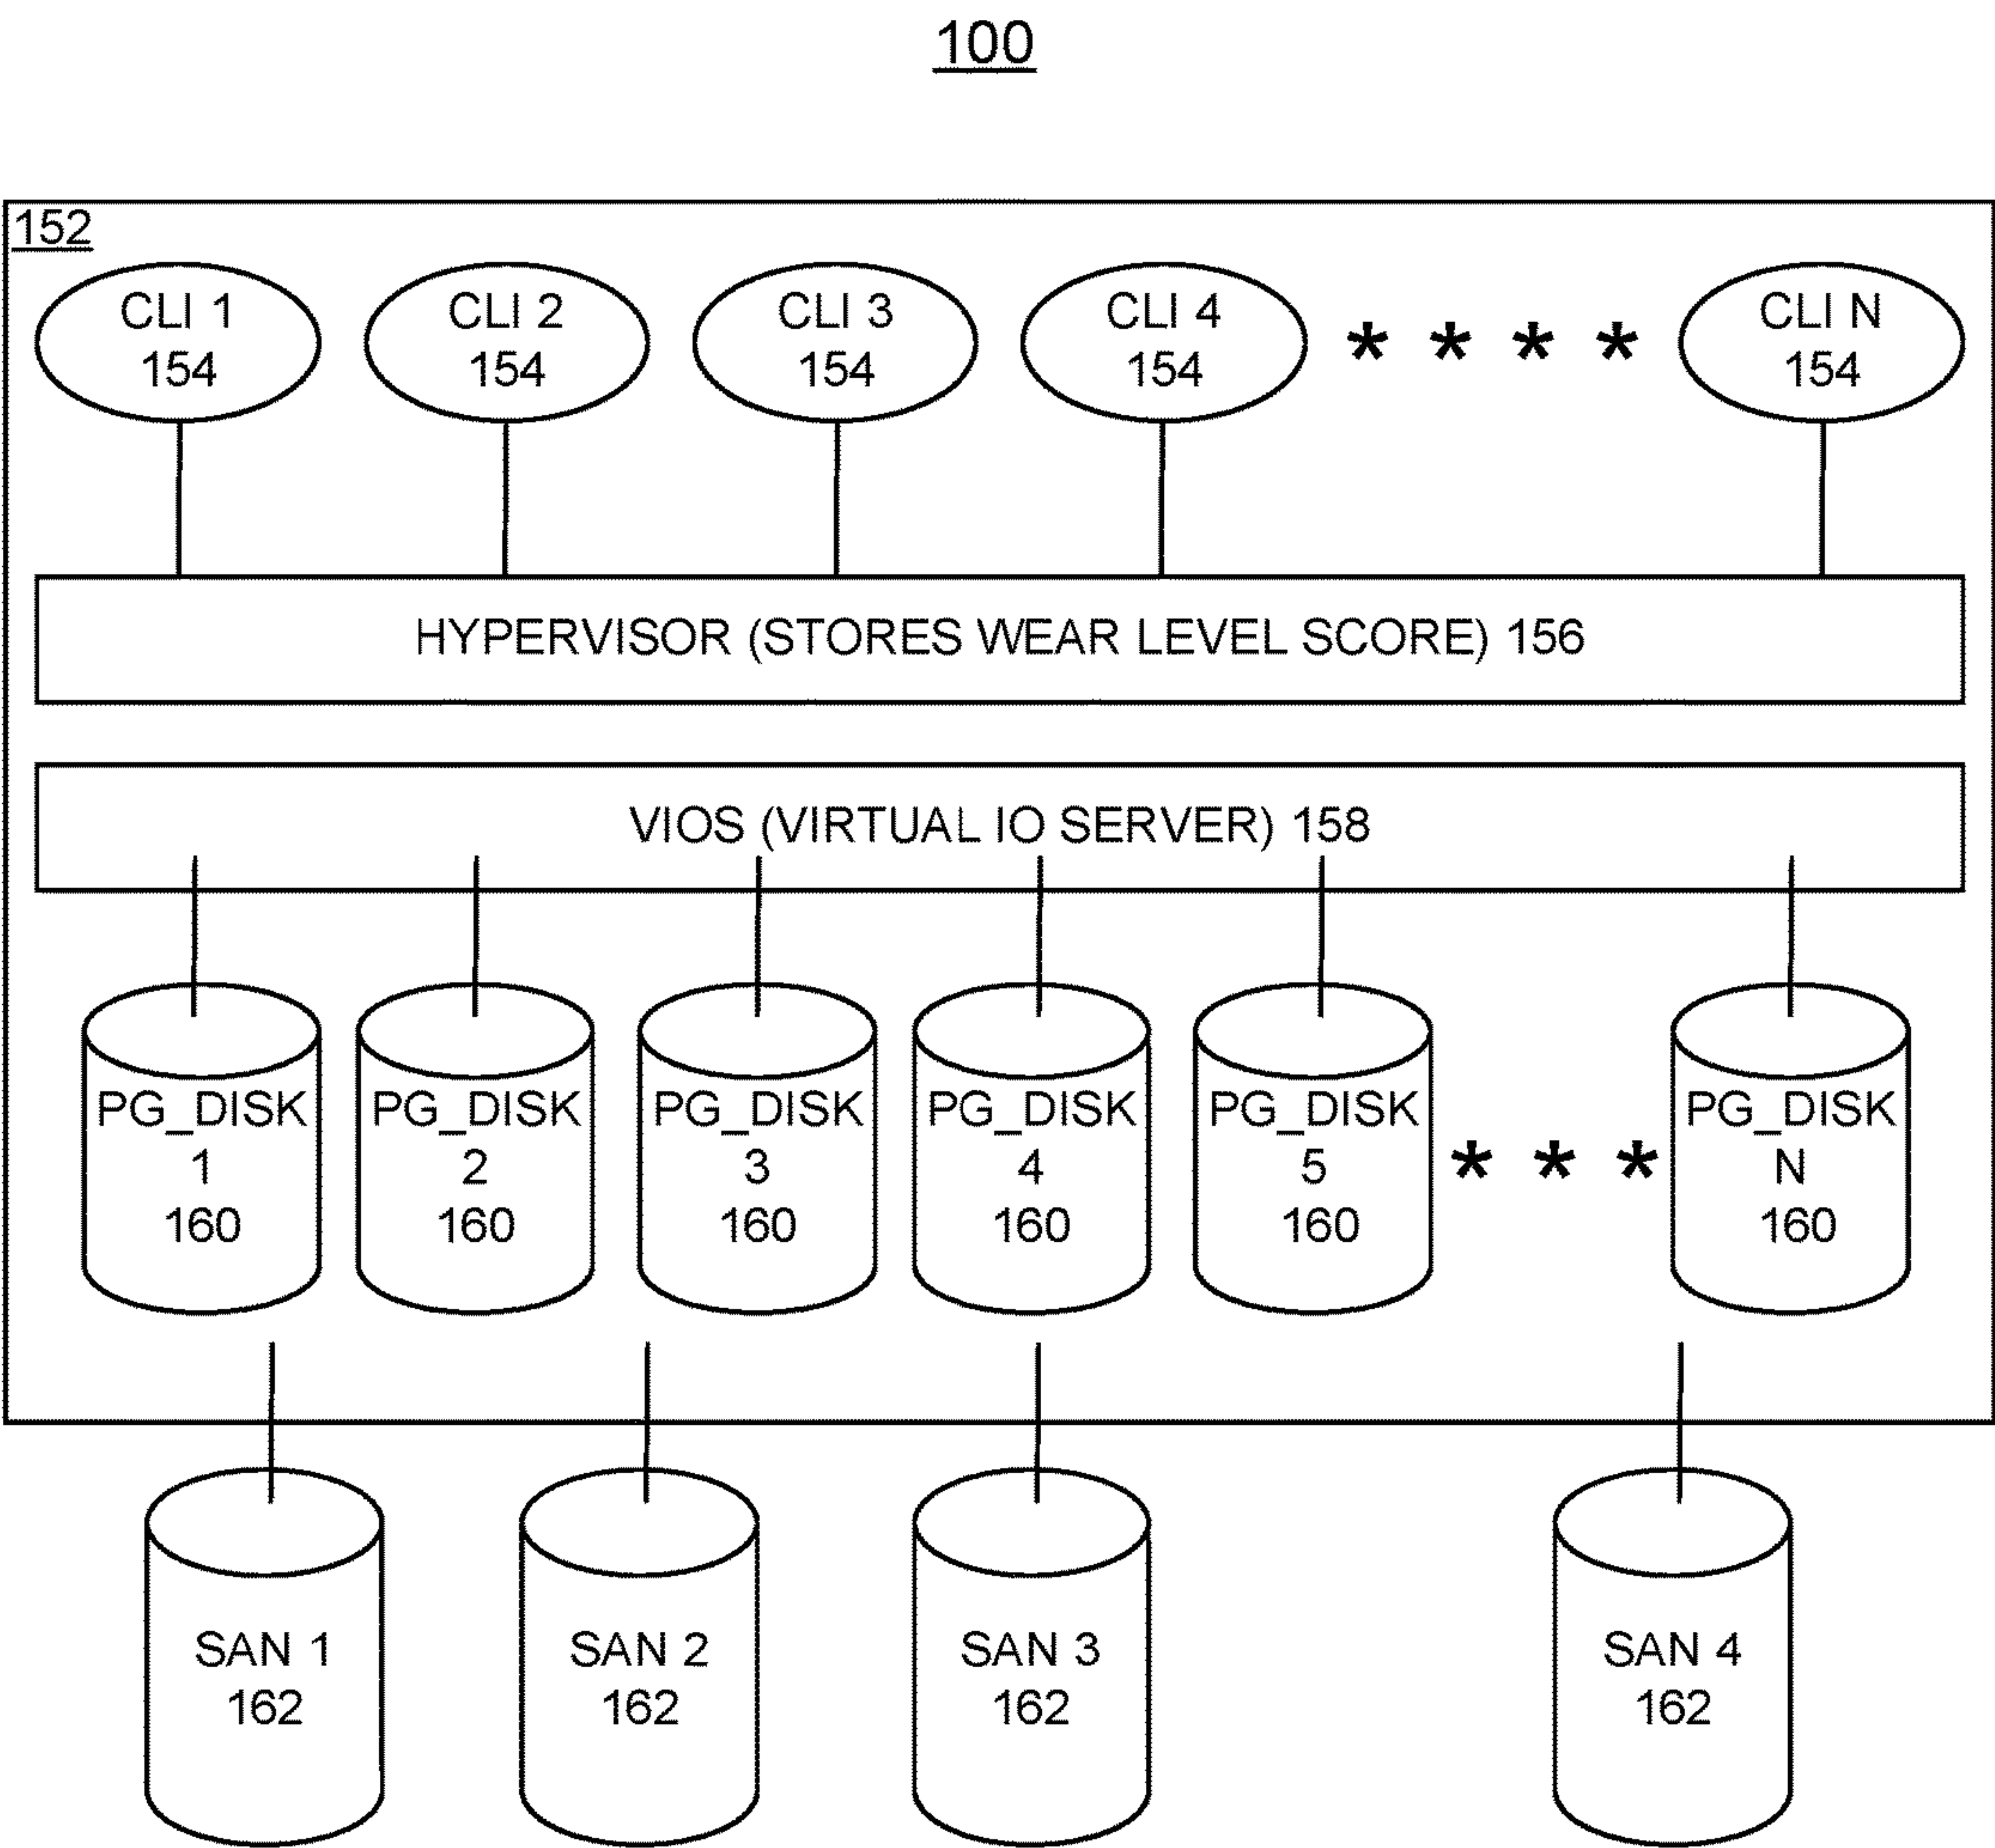 100
152
CLI 1
154
CLI 2
154
CLI 3
154
CLI 4
154
* * * *
CLI N
154
HYPERVISOR (STORES WEAR LEVEL SCORE) 156
VIOS (VIRTUAL IO SERVER) 158
PG_DISK
1
160
PG_DISK
2
160
PG_DISK
3
160
PG_DISK
4
160
PG_DISK
5
160
* * *
PG_DISK
N
160
SAN 1
162
SAN 2
162
SAN 3
162
SAN 4
162